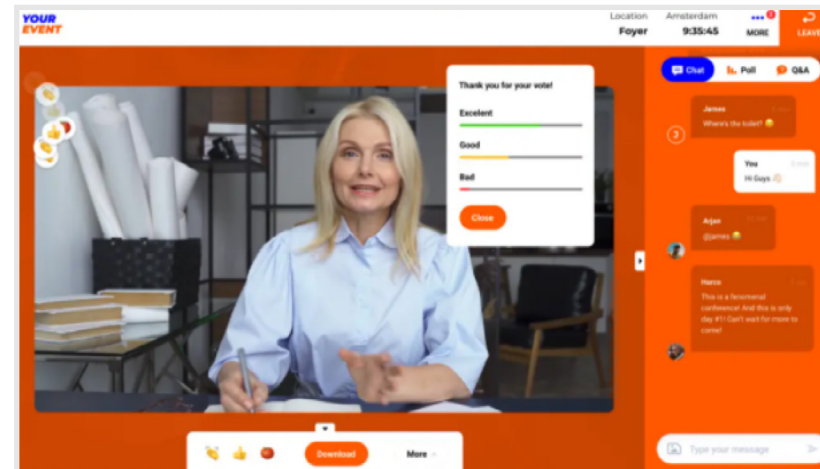 YOUR
EVENT
Location
Foyer
Amsterdam
9:35:45
MORE
LEAVE
Thank you for your vote!
Excelent
Good
Bad
Close
Chat
Poll
Q&A
James
Where's the toilet?
You
Hi Guys
Arjan
@james
Harco
This is a fenomenal
conference! And this is only
day #1! Can't wait for more to
come!
Download
More
Type your message